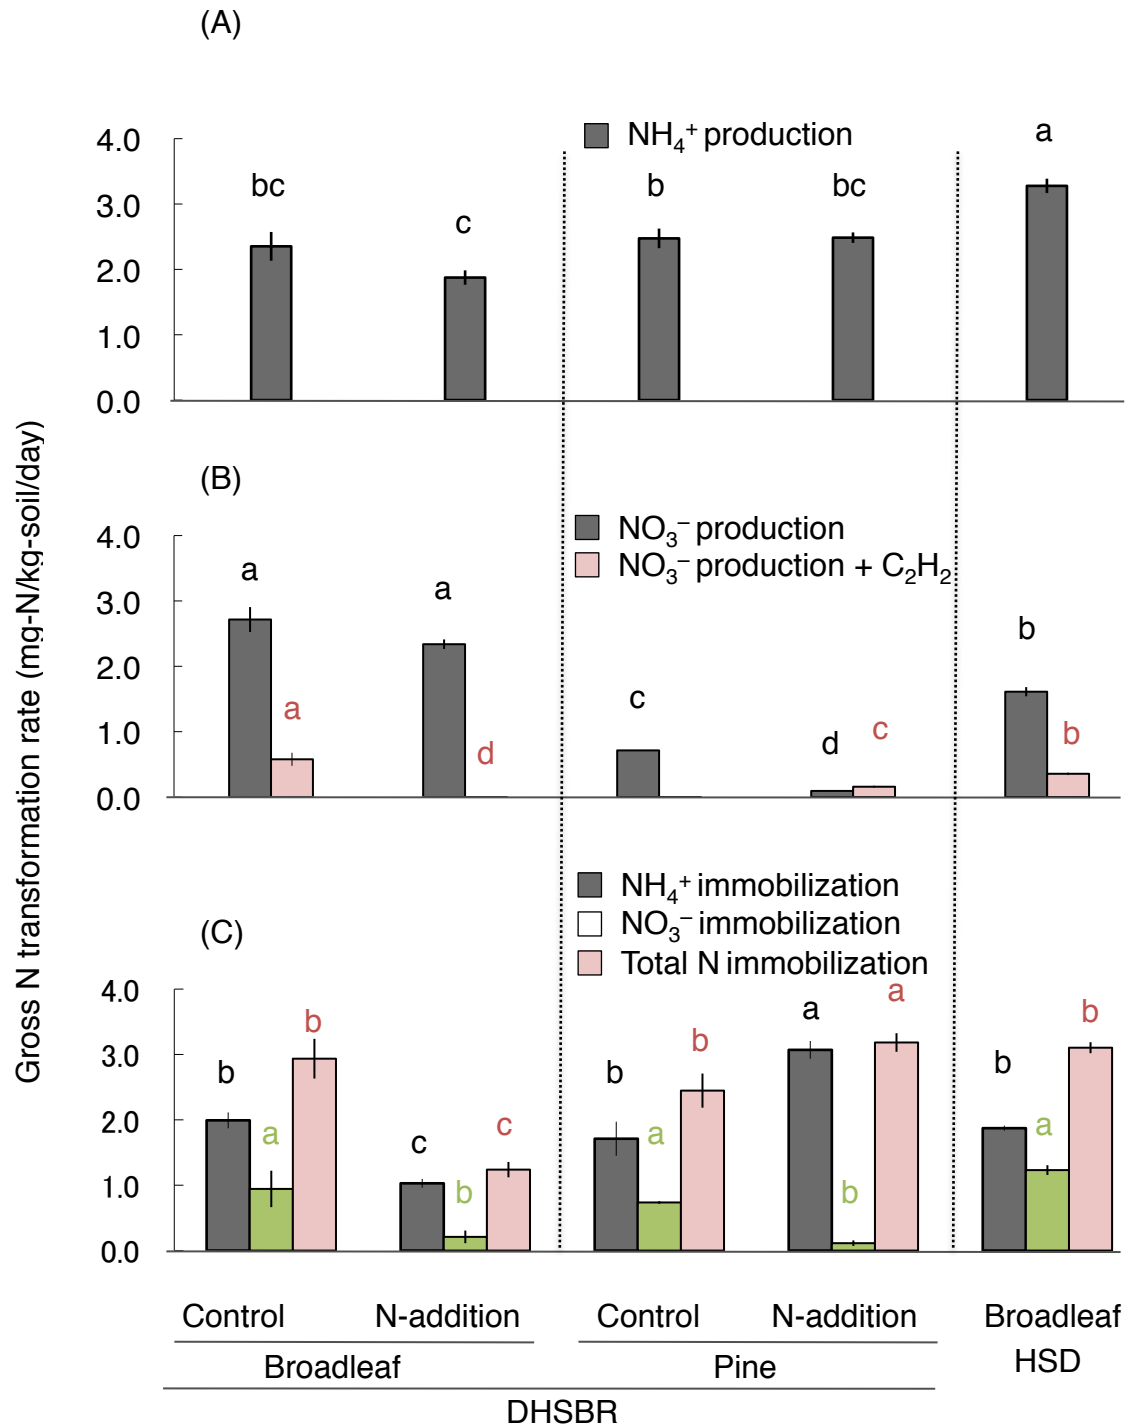 (A)
NH₄⁺ production
4.0
3.0
2.0
1.0
0.0
bc
c
b
bc
a
Gross N transformation rate (mg-N/kg-soil/day)
(B)
NO₃⁻ production
NO₃⁻ production + C₂H₂
4.0
3.0
2.0
1.0
0.0
a
a
a
d
c
d
c
b
b
(C)
NH₄⁺ immobilization
NO₃⁻ immobilization
Total N immobilization
4.0
3.0
2.0
1.0
0.0
b
a
b
c
b
c
b
a
b
a
b
a
b
a
b
Control N-addition Control N-addition Broadleaf
Broadleaf Pine HSD
DHSBR